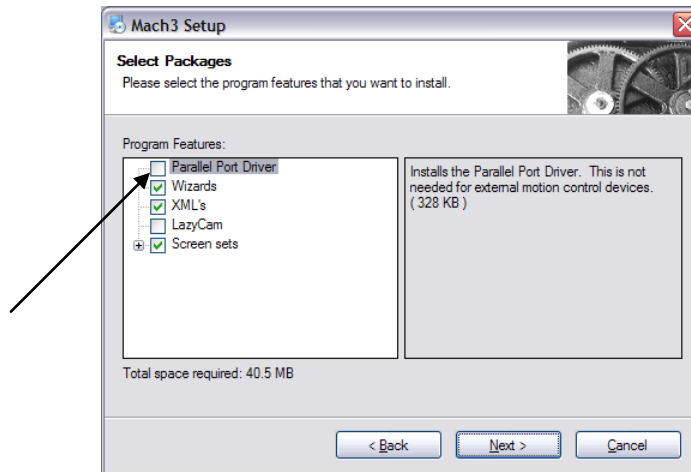 Mach3 Setup
Select Packages
Please select the program features that you want to install.
Program Features:
Parallel Port Driver
Wizards
XML's
LazyCam
Screen sets
Installs the Parallel Port Driver. This is not
needed for external motion control devices.
( 328 KB )
Total space required: 40.5 MB
< Back
Next >
Cancel